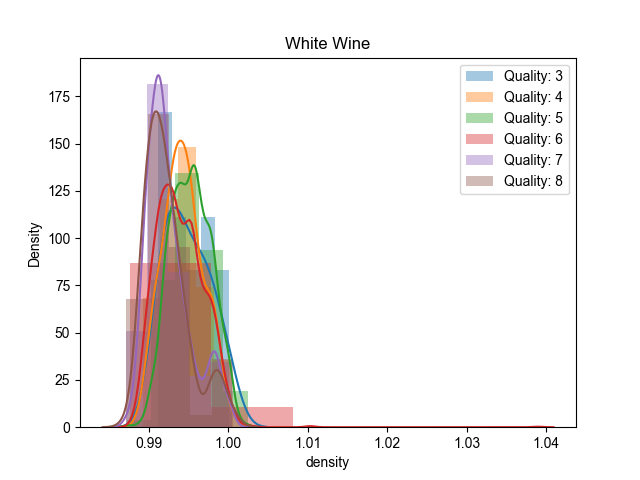 White Wine
Density
175
150
125
100
75
50
25
0
0.99
1.00
1.01
1.02
1.03
1.04
density
Quality: 3
Quality: 4
Quality: 5
Quality: 6
Quality: 7
Quality: 8